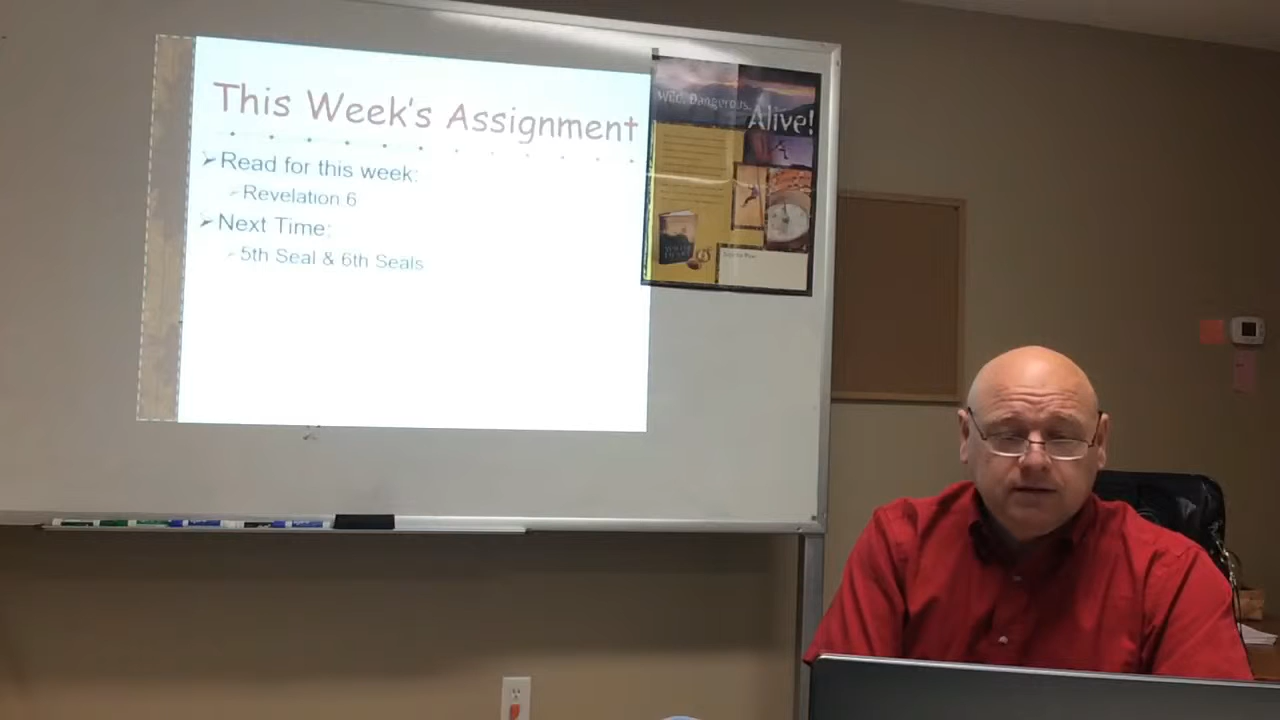 This Week's Assignment
Read for this week:
Revelation 6
Next Time:
5th Seal & 6th Seals
Wild. Dangerous.
Alive!